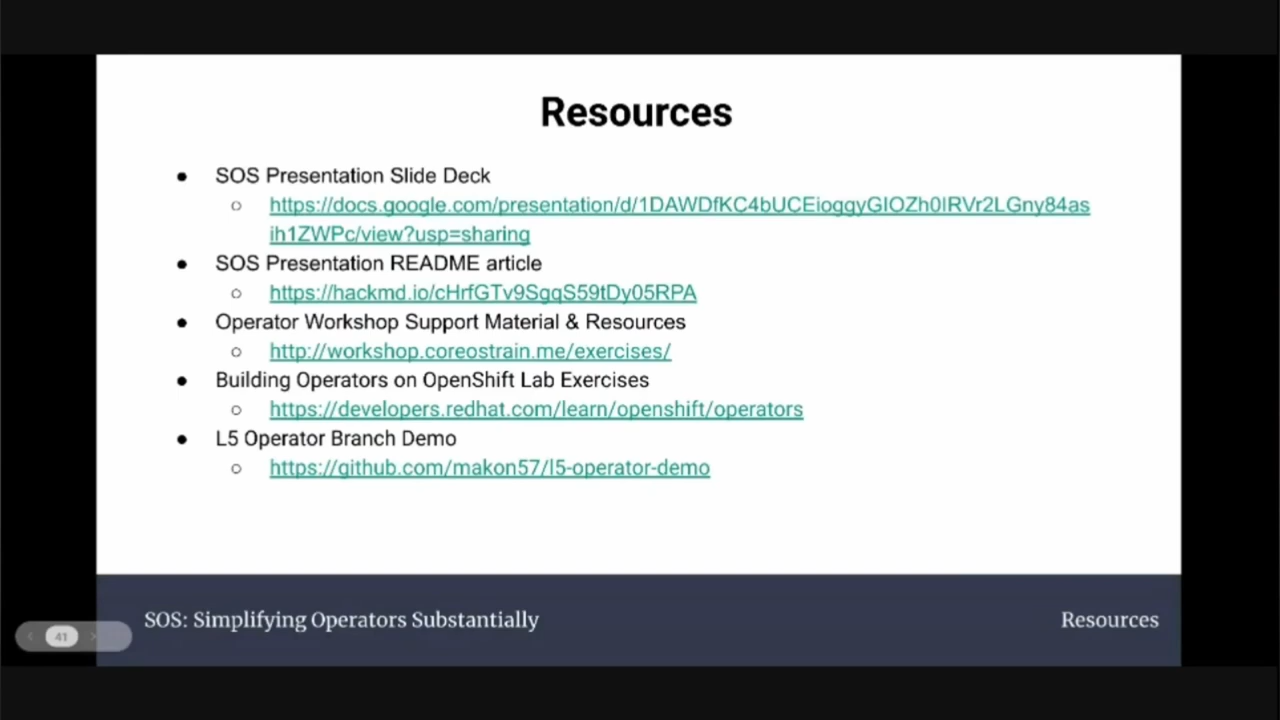 Resources
● SOS Presentation Slide Deck
○ https://docs.google.com/presentation/d/1DAWDfKC4bUCEioggyGIOZh0IRVr2LGny84as
ih1ZWPc/view?usp=sharing
● SOS Presentation README article
○ https://hackmd.io/cHrfGTv9SgqS59tDy05RPA
● Operator Workshop Support Material & Resources
○ http://workshop.coreostrain.me/exercises/
● Building Operators on OpenShift Lab Exercises
○ https://developers.redhat.com/learn/openshift/operators
● L5 Operator Branch Demo
○ https://github.com/makon57/l5-operator-demo
SOS: Simplifying Operators Substantially
Resources
41